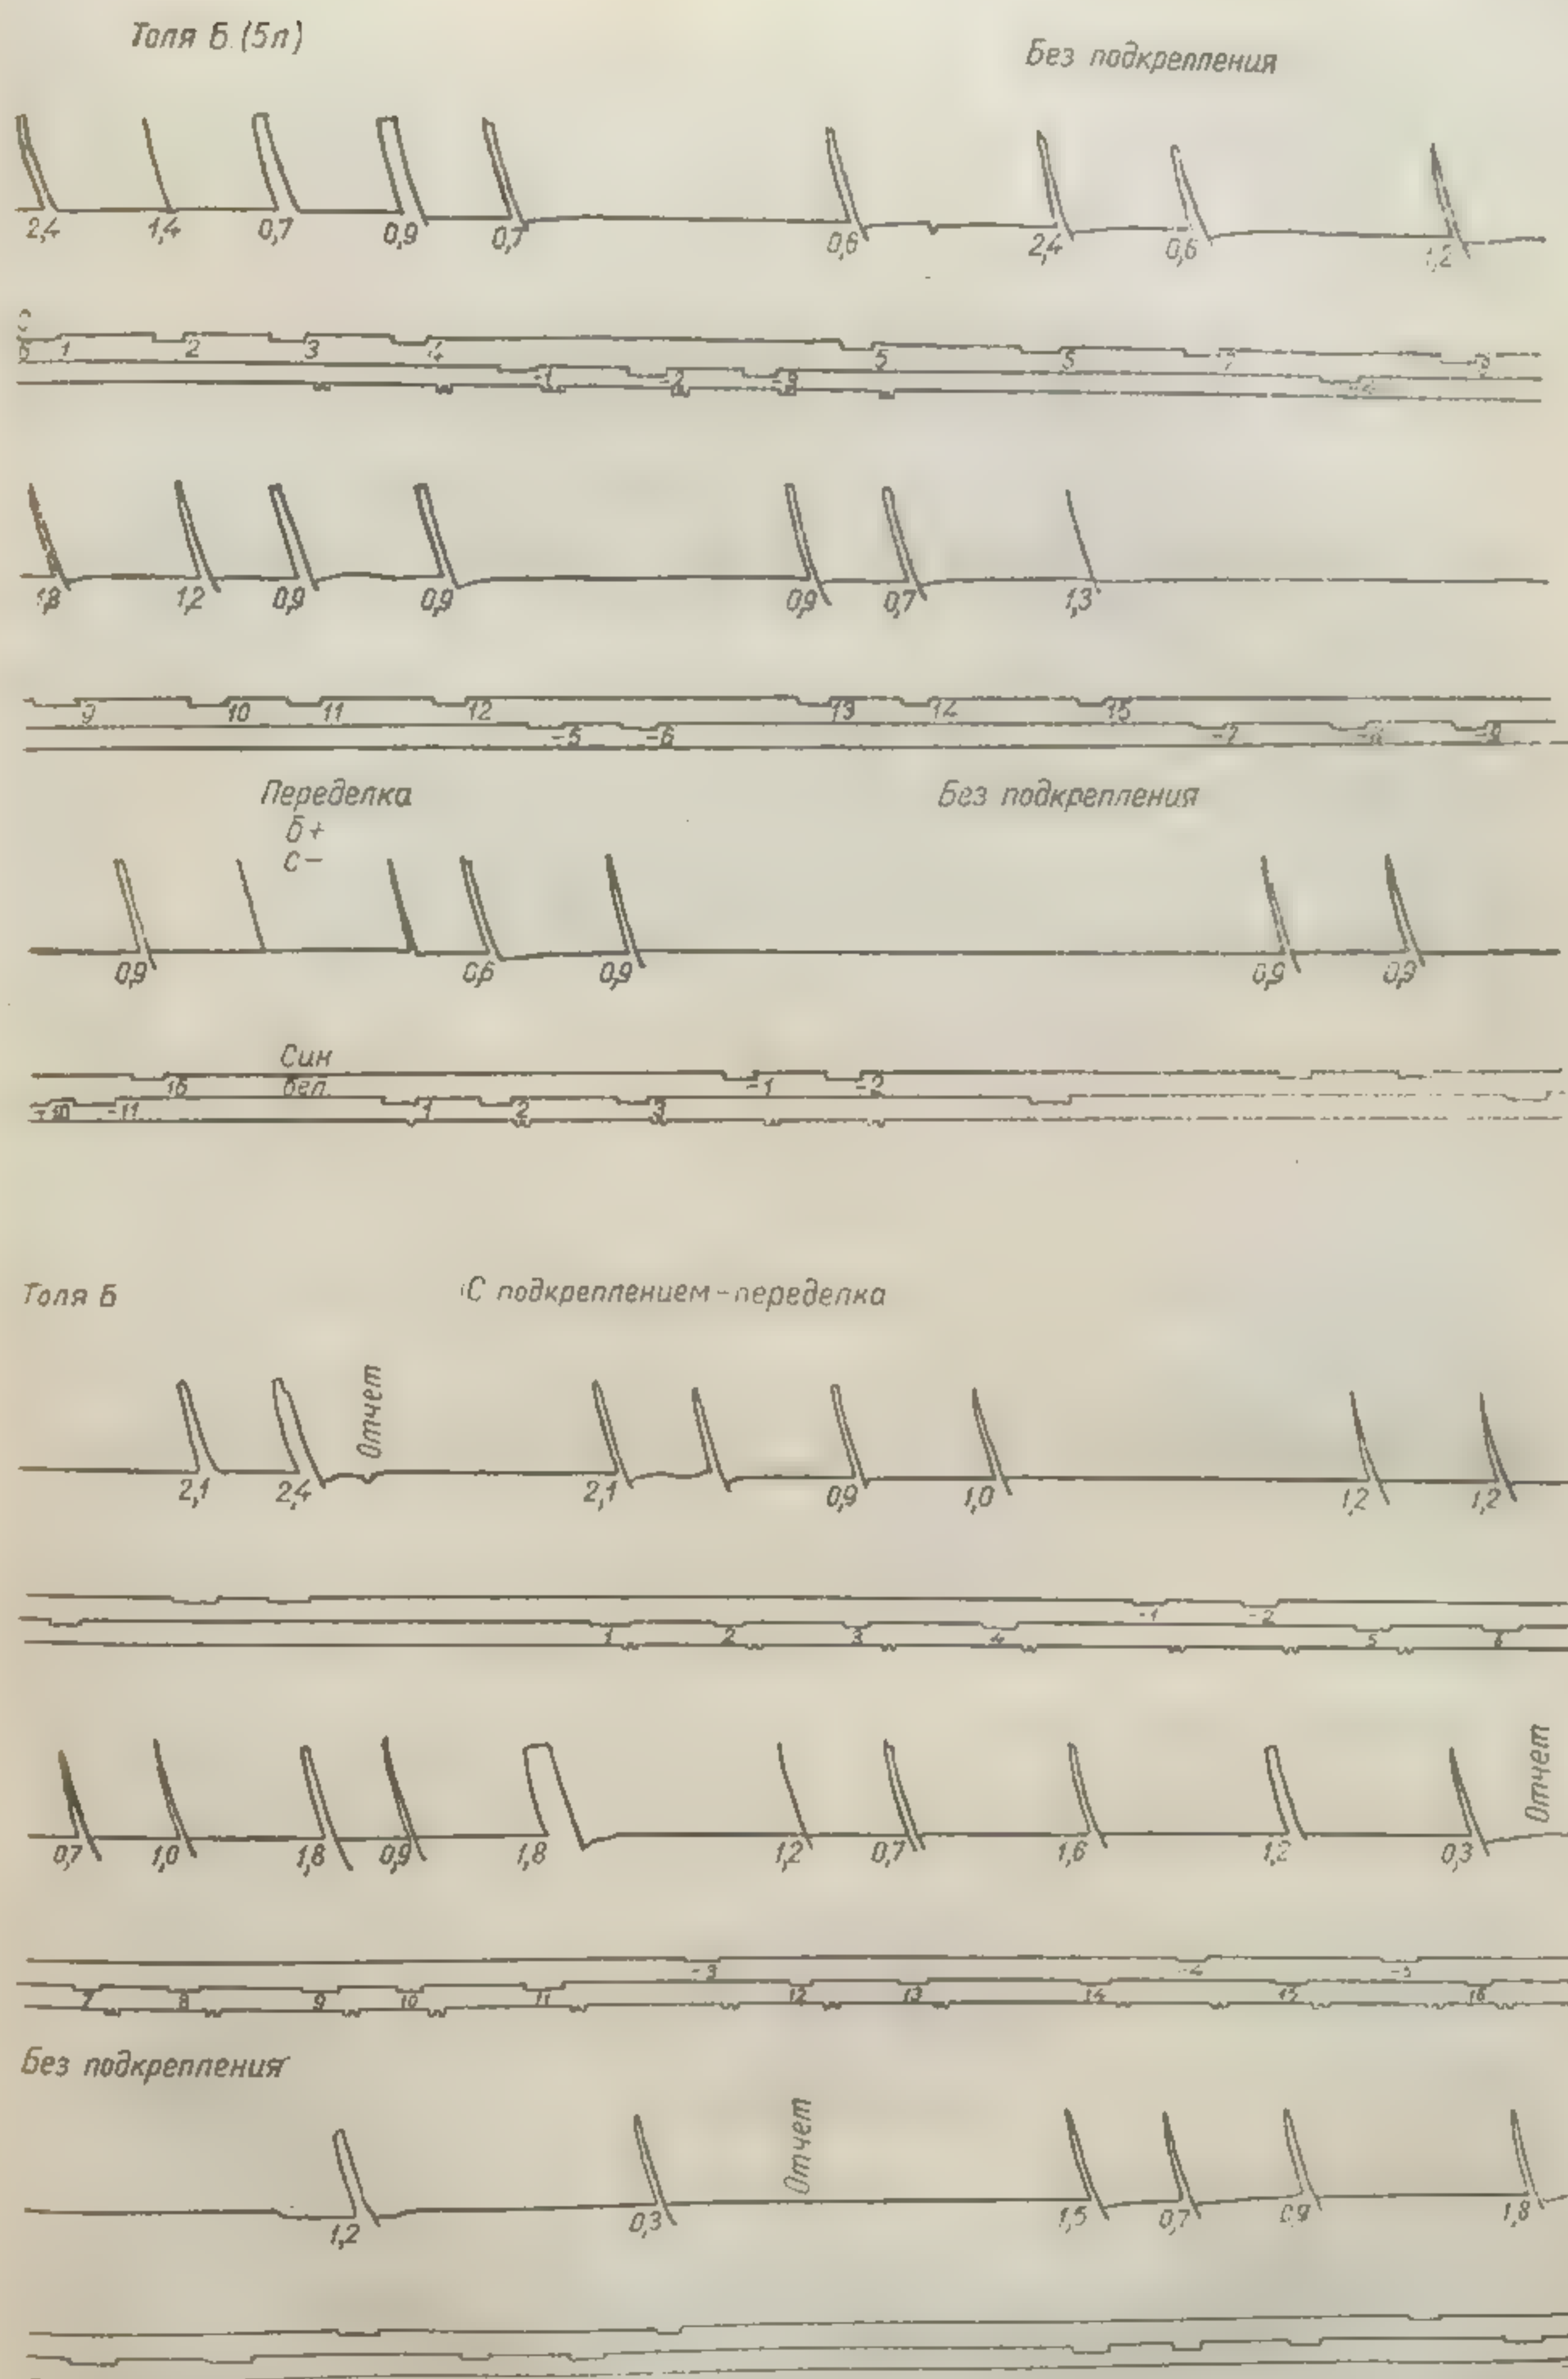 Толя Б. (5л)
Без подкрепления
2,4 1,4 0,7 0,9 0,7 0,6 2,4 0,6 1,2
с
б 1 2 3 4 5 5 7 8
-1 -2 -3 -4
1,8 1,2 0,9 0,9 0,9 0,7 1,3
9 10 11 12 13 14 15
-5 -6 -7 -8 -9
Переделка Без подкрепления
б+
с-
0,9 0,6 0,9 0,9 0,9
Син
16 бел. -1 -2
-10 -11 1 2 3
Толя Б С подкреплением-переделка
Отчет
2,1 2,4 2,1 0,9 1,0 1,2 1,2
-1 -2
1 2 3 4 5 6
Отчет
0,7 1,0 1,8 0,9 1,8 1,2 0,7 1,6 1,2 0,3
-3 -4 -5
7 8 9 10 11 12 13 14 15 16
Без подкрепления
Отчет
1,2 0,3 1,5 0,7 0,9 1,8